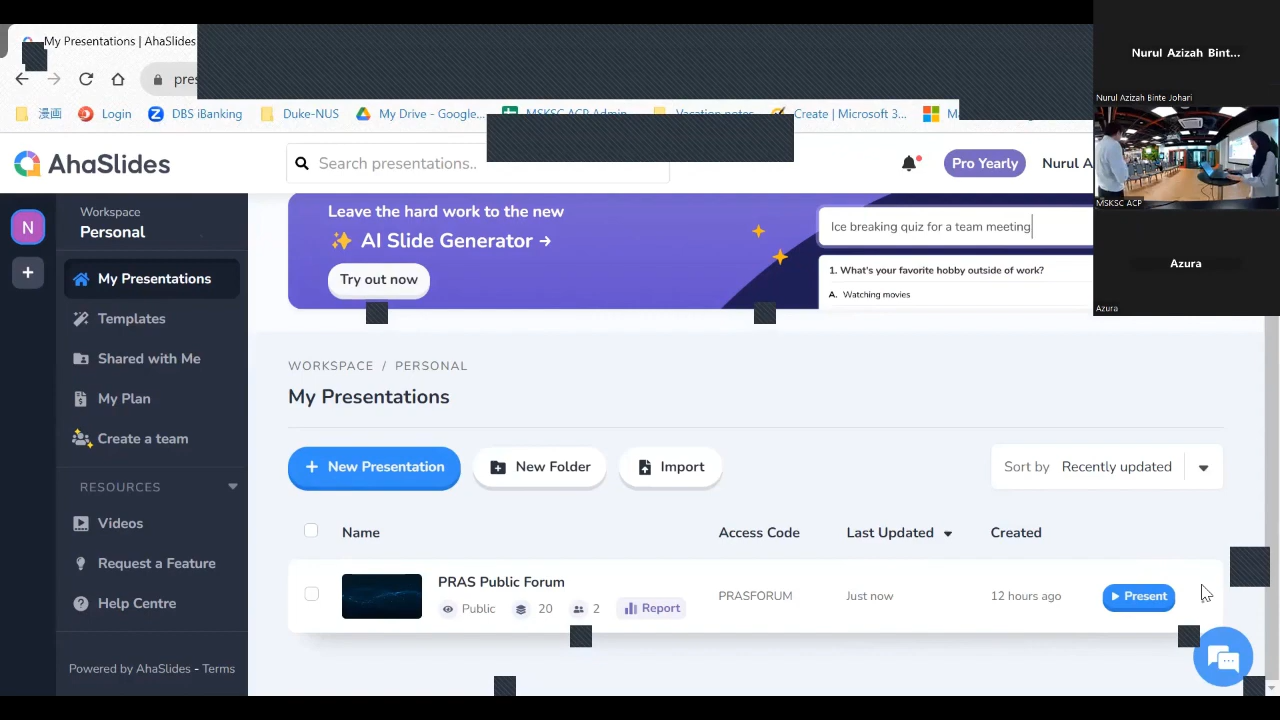 My Presentations | AhaSlides
pres
漫画
Login
DBS iBanking
Duke-NUS
My Drive - Google...
MSKSC ACP Admin
Vacation notes
Create | Microsoft 3...
AhaSlides
Search presentations..
Pro Yearly
Nurul A
Nurul Azizah Bint...
Nurul Azizah Binte Johari
MSKSC ACP
Azura
Azura
N
+
Workspace
Personal
My Presentations
Templates
Shared with Me
My Plan
Create a team
RESOURCES
Videos
Request a Feature
Help Centre
Powered by AhaSlides - Terms
Leave the hard work to the new
AI Slide Generator →
Try out now
Ice breaking quiz for a team meeting
1. What's your favorite hobby outside of work?
A. Watching movies
WORKSPACE / PERSONAL
My Presentations
+ New Presentation
New Folder
Import
Sort by Recently updated
Name
Access Code
Last Updated
Created
PRAS Public Forum
Public
20
2
Report
PRASFORUM
Just now
12 hours ago
Present